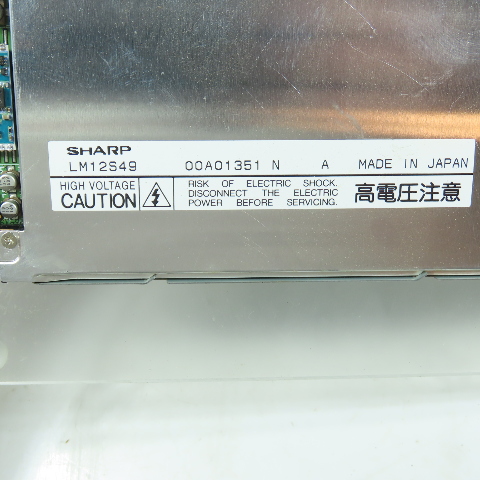 SHARP
LM12S49 00A01351 N A MADE IN JAPAN
HIGH VOLTAGE
CAUTION
RISK OF ELECTRIC SHOCK.
DISCONNECT THE ELECTRIC
POWER BEFORE SERVICING.
高電圧注意